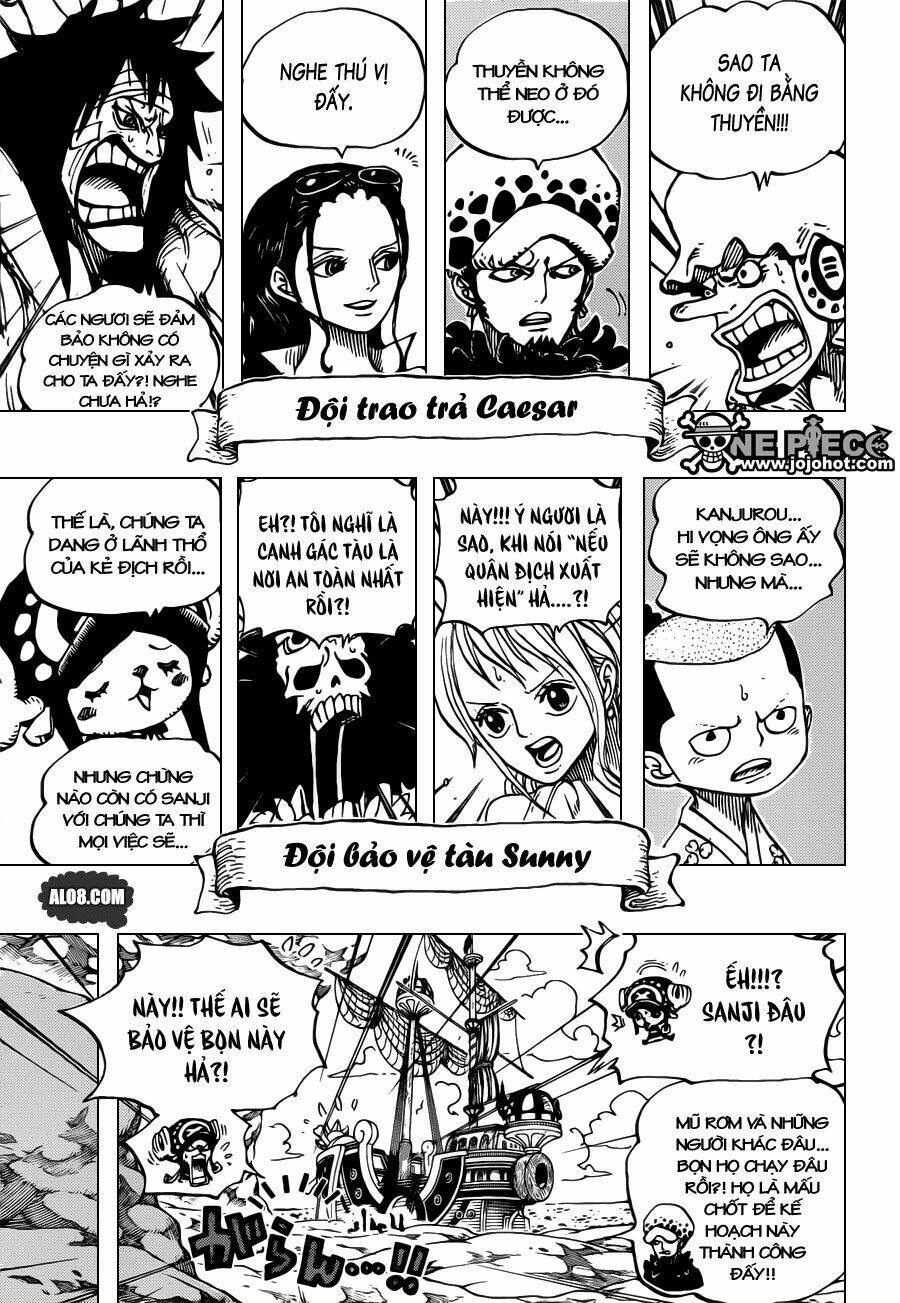 SAO TA
KHÔNG ĐI BẰNG
THUYỀN!!!
THUYỀN KHÔNG
THỂ NEO Ở ĐÓ
ĐƯỢC...
NGHE THÚ VỊ
ĐẤY.
CÁC NGƯƠI SẼ ĐẢM
BẢO KHÔNG CÓ
CHUYỆN GÌ XẢY RA
CHO TA ĐẤY?! NGHE
CHƯA HẢ!?
Đội trao trả Caesar
ONE PIECE
www.jojohot.com
KANJUROU...
HI VỌNG ÔNG ẤY
SẼ KHÔNG SAO...
NHƯNG MÀ...
NÀY!!! Ý NGƯƠI LÀ
SAO, KHI NÓI "NẾU
QUÂN ĐỊCH XUẤT
HIỆN" HẢ....?!
EH?! TÔI NGHĨ LÀ
CANH GÁC TÀU LÀ
NƠI AN TOÀN NHẤT
RỒI?!
THẾ LÀ, CHÚNG TA
DANG Ở LÃNH THỔ
CỦA KẺ ĐỊCH RỒI...
NHƯNG CHỪNG
NÀO CÒN CÓ SANJI
VỚI CHÚNG TA THÌ
MỌI VIỆC SẼ...
Đội bảo vệ tàu Sunny
ALO8.COM
ẾH!!!?
SANJI ĐÂU
?!
MŨ RƠM VÀ NHỮNG
NGƯỜI KHÁC ĐÂU...
BỌN HỌ CHẠY ĐÂU
RỒI?! HỌ LÀ MẤU
CHỐT ĐỂ KẾ
HOẠCH NÀY
THÀNH CÔNG
ĐẤY!!
NÀY!! THẾ AI SẼ
BẢO VỆ BỌN NÀY
HẢ?!
がらん…!!